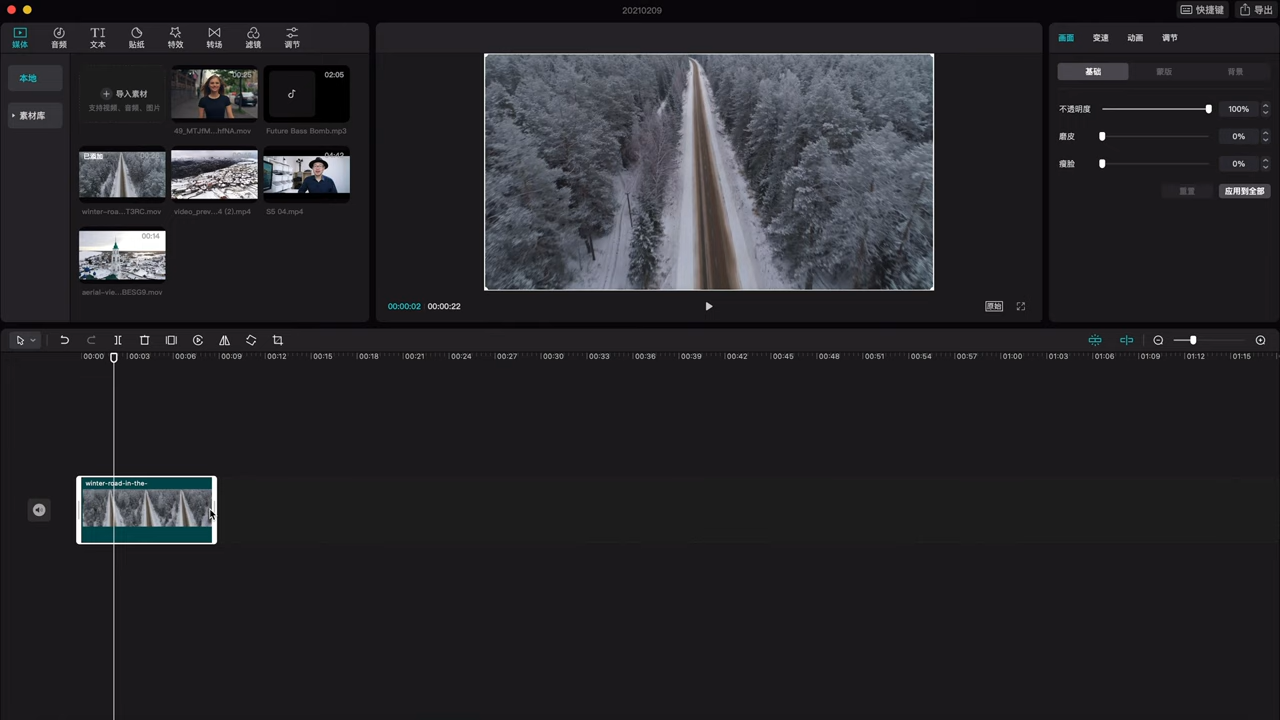 20210209
快捷键
导出
媒体
音频
文本
贴纸
特效
转场
滤镜
调节
本地
素材库
导入素材
支持视频、音频、图片
00:25
49_MTJfM...hfNA.mov
02:05
Future Bass Bomb.mp3
已添加
winter-roa...T3RC.mov
video_prev...4 (2).mp4
04:42
S5 04.mp4
00:14
aerial-vie...BESG9.mov
00:00:02
00:00:22
原始
画面
变速
动画
调节
基础
蒙版
背景
不透明度
100%
磨皮
0%
瘦脸
0%
重置
应用到全部
00:00
00:03
00:06
00:09
00:12
00:15
00:18
00:21
00:24
00:27
00:30
00:33
00:36
00:39
00:42
00:45
00:48
00:51
00:54
00:57
01:00
01:03
01:06
01:09
01:12
01:15
winter-road-in-the-